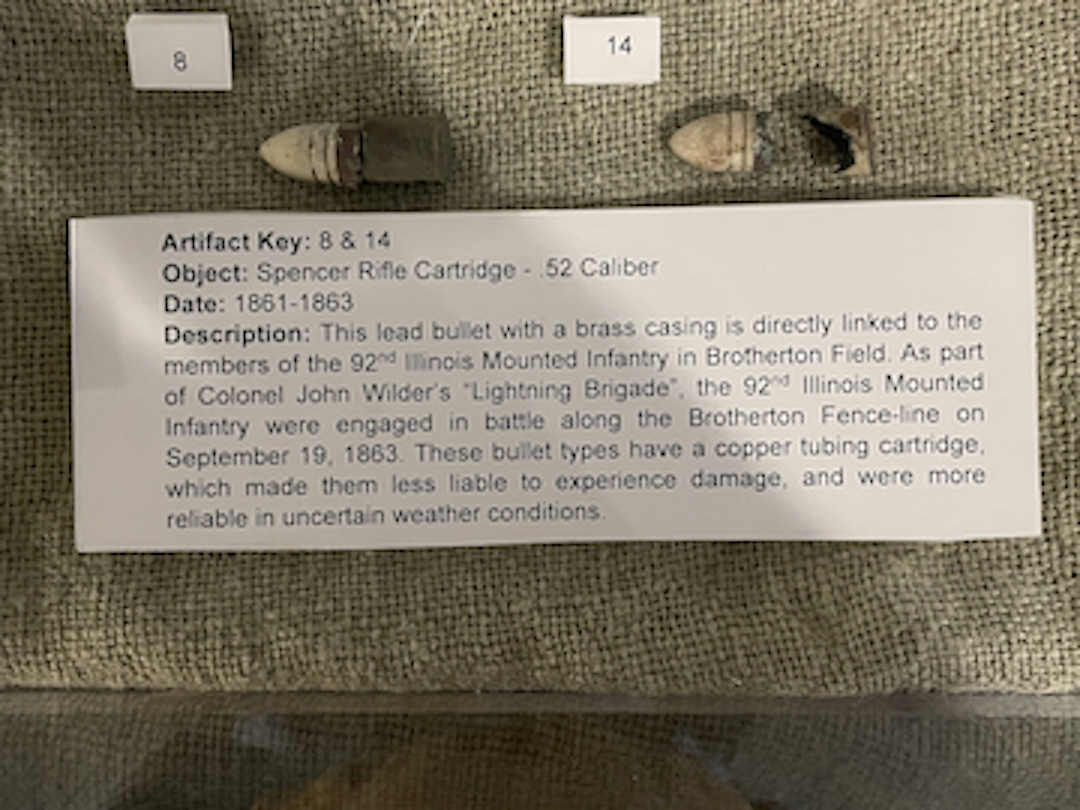 8
14
Artifact Key: 8 & 14
Object: Spencer Rifle Cartridge - .52 Caliber
Date: 1861-1863
Description: This lead bullet with a brass casing is directly linked to the
members of the 92nd Illinois Mounted Infantry in Brotherton Field. As part
of Colonel John Wilder's "Lightning Brigade", the 92nd Illinois Mounted
Infantry were engaged in battle along the Brotherton Fence-line on
September 19, 1863. These bullet types have a copper tubing cartridge,
which made them less liable to experience damage, and were more
reliable in uncertain weather conditions.